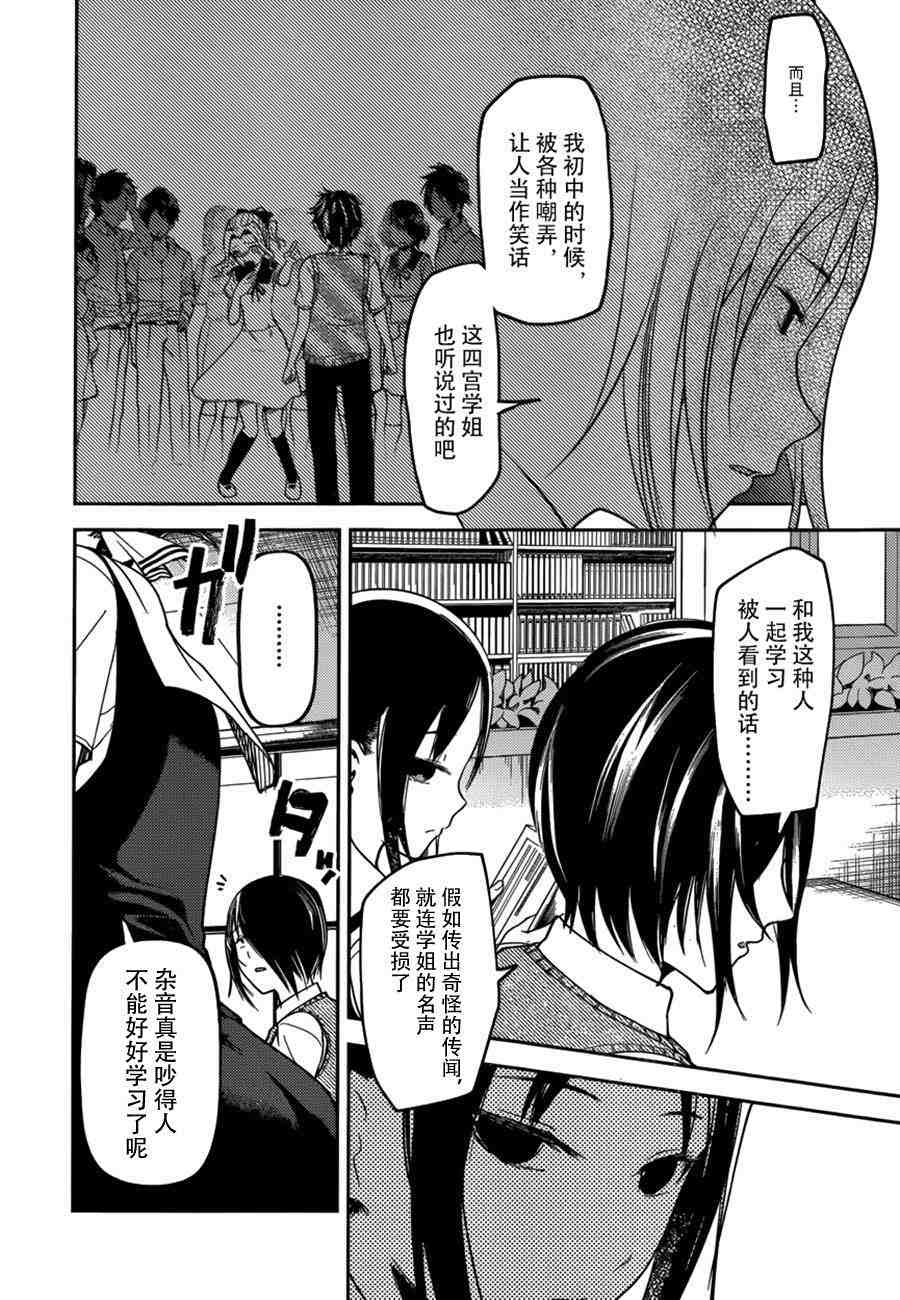 而且…
我初中的时候,
被各种嘲弄,
让人当作笑话
这四宫学姐
也听说过的吧
和我这种人
一起学习
被人看到的话………
假如传出奇怪的传闻,
就连学姐的名声
都要受损了
………
ガタ
トタ
杂音真是吵得人
不能好好学习了呢